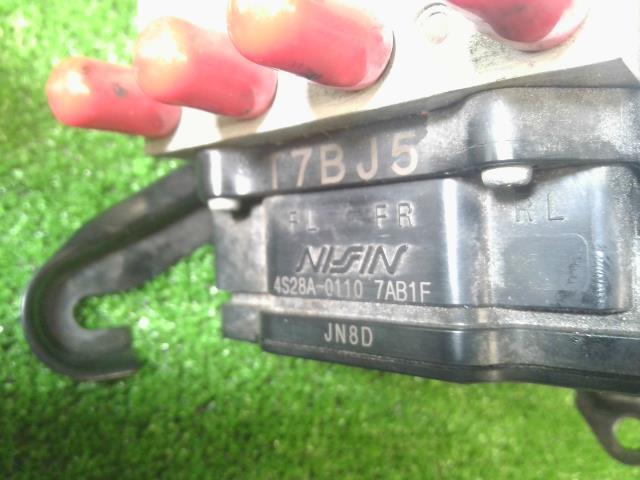 17BJ5
FL FR RL
NISSIN
4S28A-0110 7AB1F
JN8D